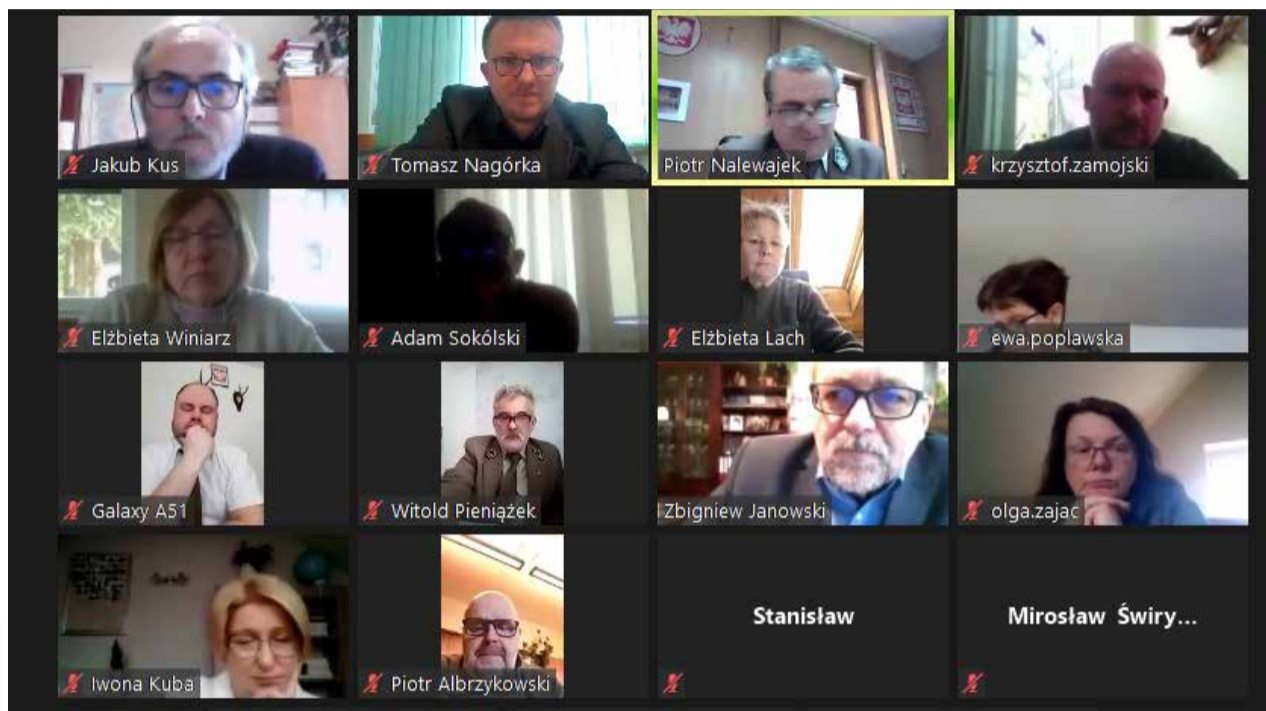 Jakub Kus
Tomasz Nagórka
Piotr Nalewajek
krzysztof.zamojski
Elżbieta Winiarz
Adam Sokólski
Elżbieta Lach
ewa.poplawska
Galaxy A51
Witold Pieniążek
Zbigniew Janowski
olga.zajac
Iwona Kuba
Piotr Albrzykowski
Stanisław
Mirosław Świry...